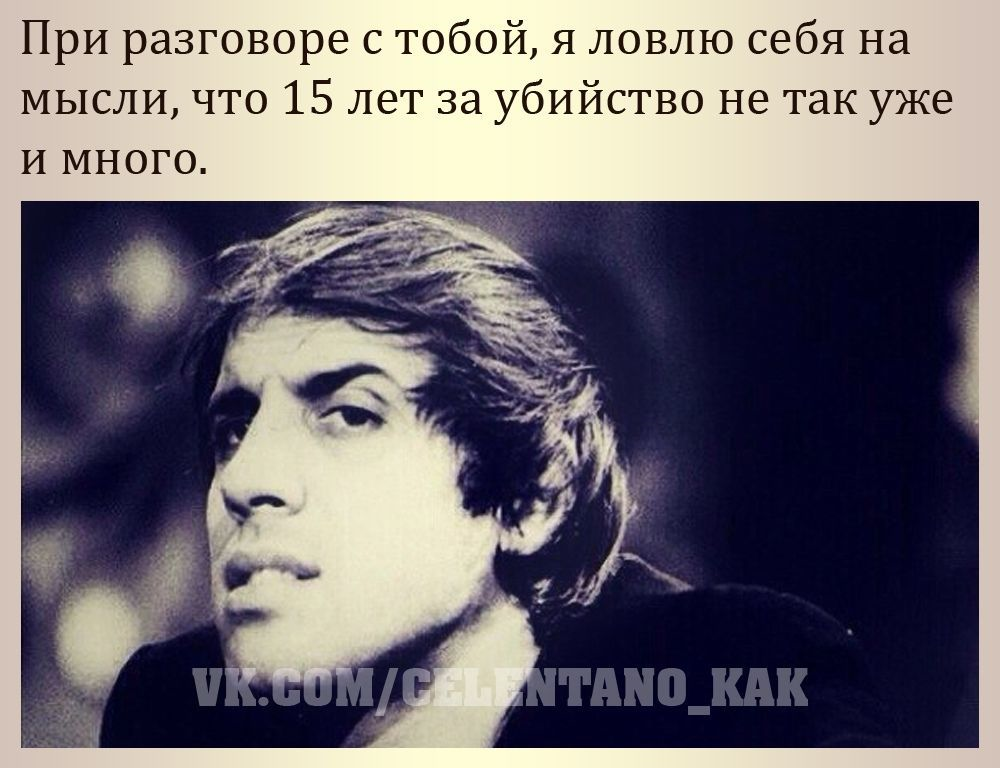 При разговоре с тобой, я ловлю себя на
мысли, что 15 лет за убийство не так уже
и много.
VK.COM/CELENTANO_KAK